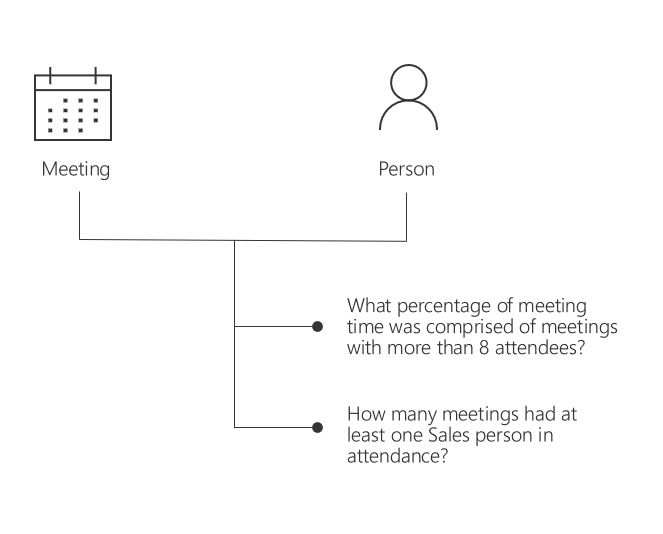 Meeting
Person
What percentage of meeting
time was comprised of meetings
with more than 8 attendees?
How many meetings had at
least one Sales person in
attendance?